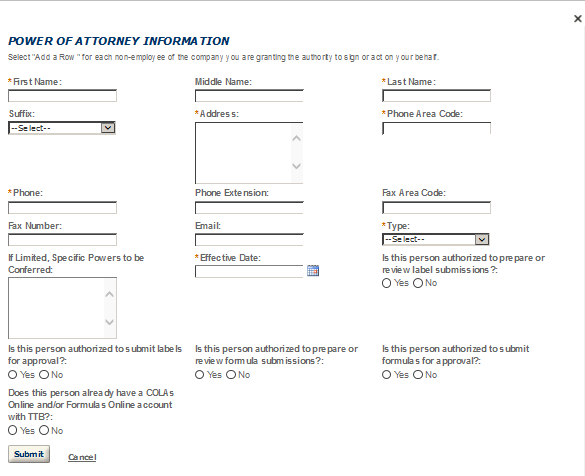 ×
POWER OF ATTORNEY INFORMATION
Select "Add a Row " for each non-employee of the company y you are granting the authority to sign or act on your behalf.
*First Name: Middle Name: *Last Name:
Suffix: *Address: *Phone Area Code:
--Select--
*Phone: Phone Extension: Fax Area Code:
Fax Number: Email: *Type:
--Select--
If Limited, Specific Powers to be *Effective Date: Is this person authorized to prepare or
Conferred: review label submissions?:
Yes No
Is this person authorized to submit labels Is this person authorized to prepare or Is this person authorized to submit
for approval?: review formula submissions?: formulas for approval?:
Yes No Yes No Yes No
Does this person already have a COLAs
Online and/or Formulas Online account
with TTB?:
Yes No
Submit Cancel